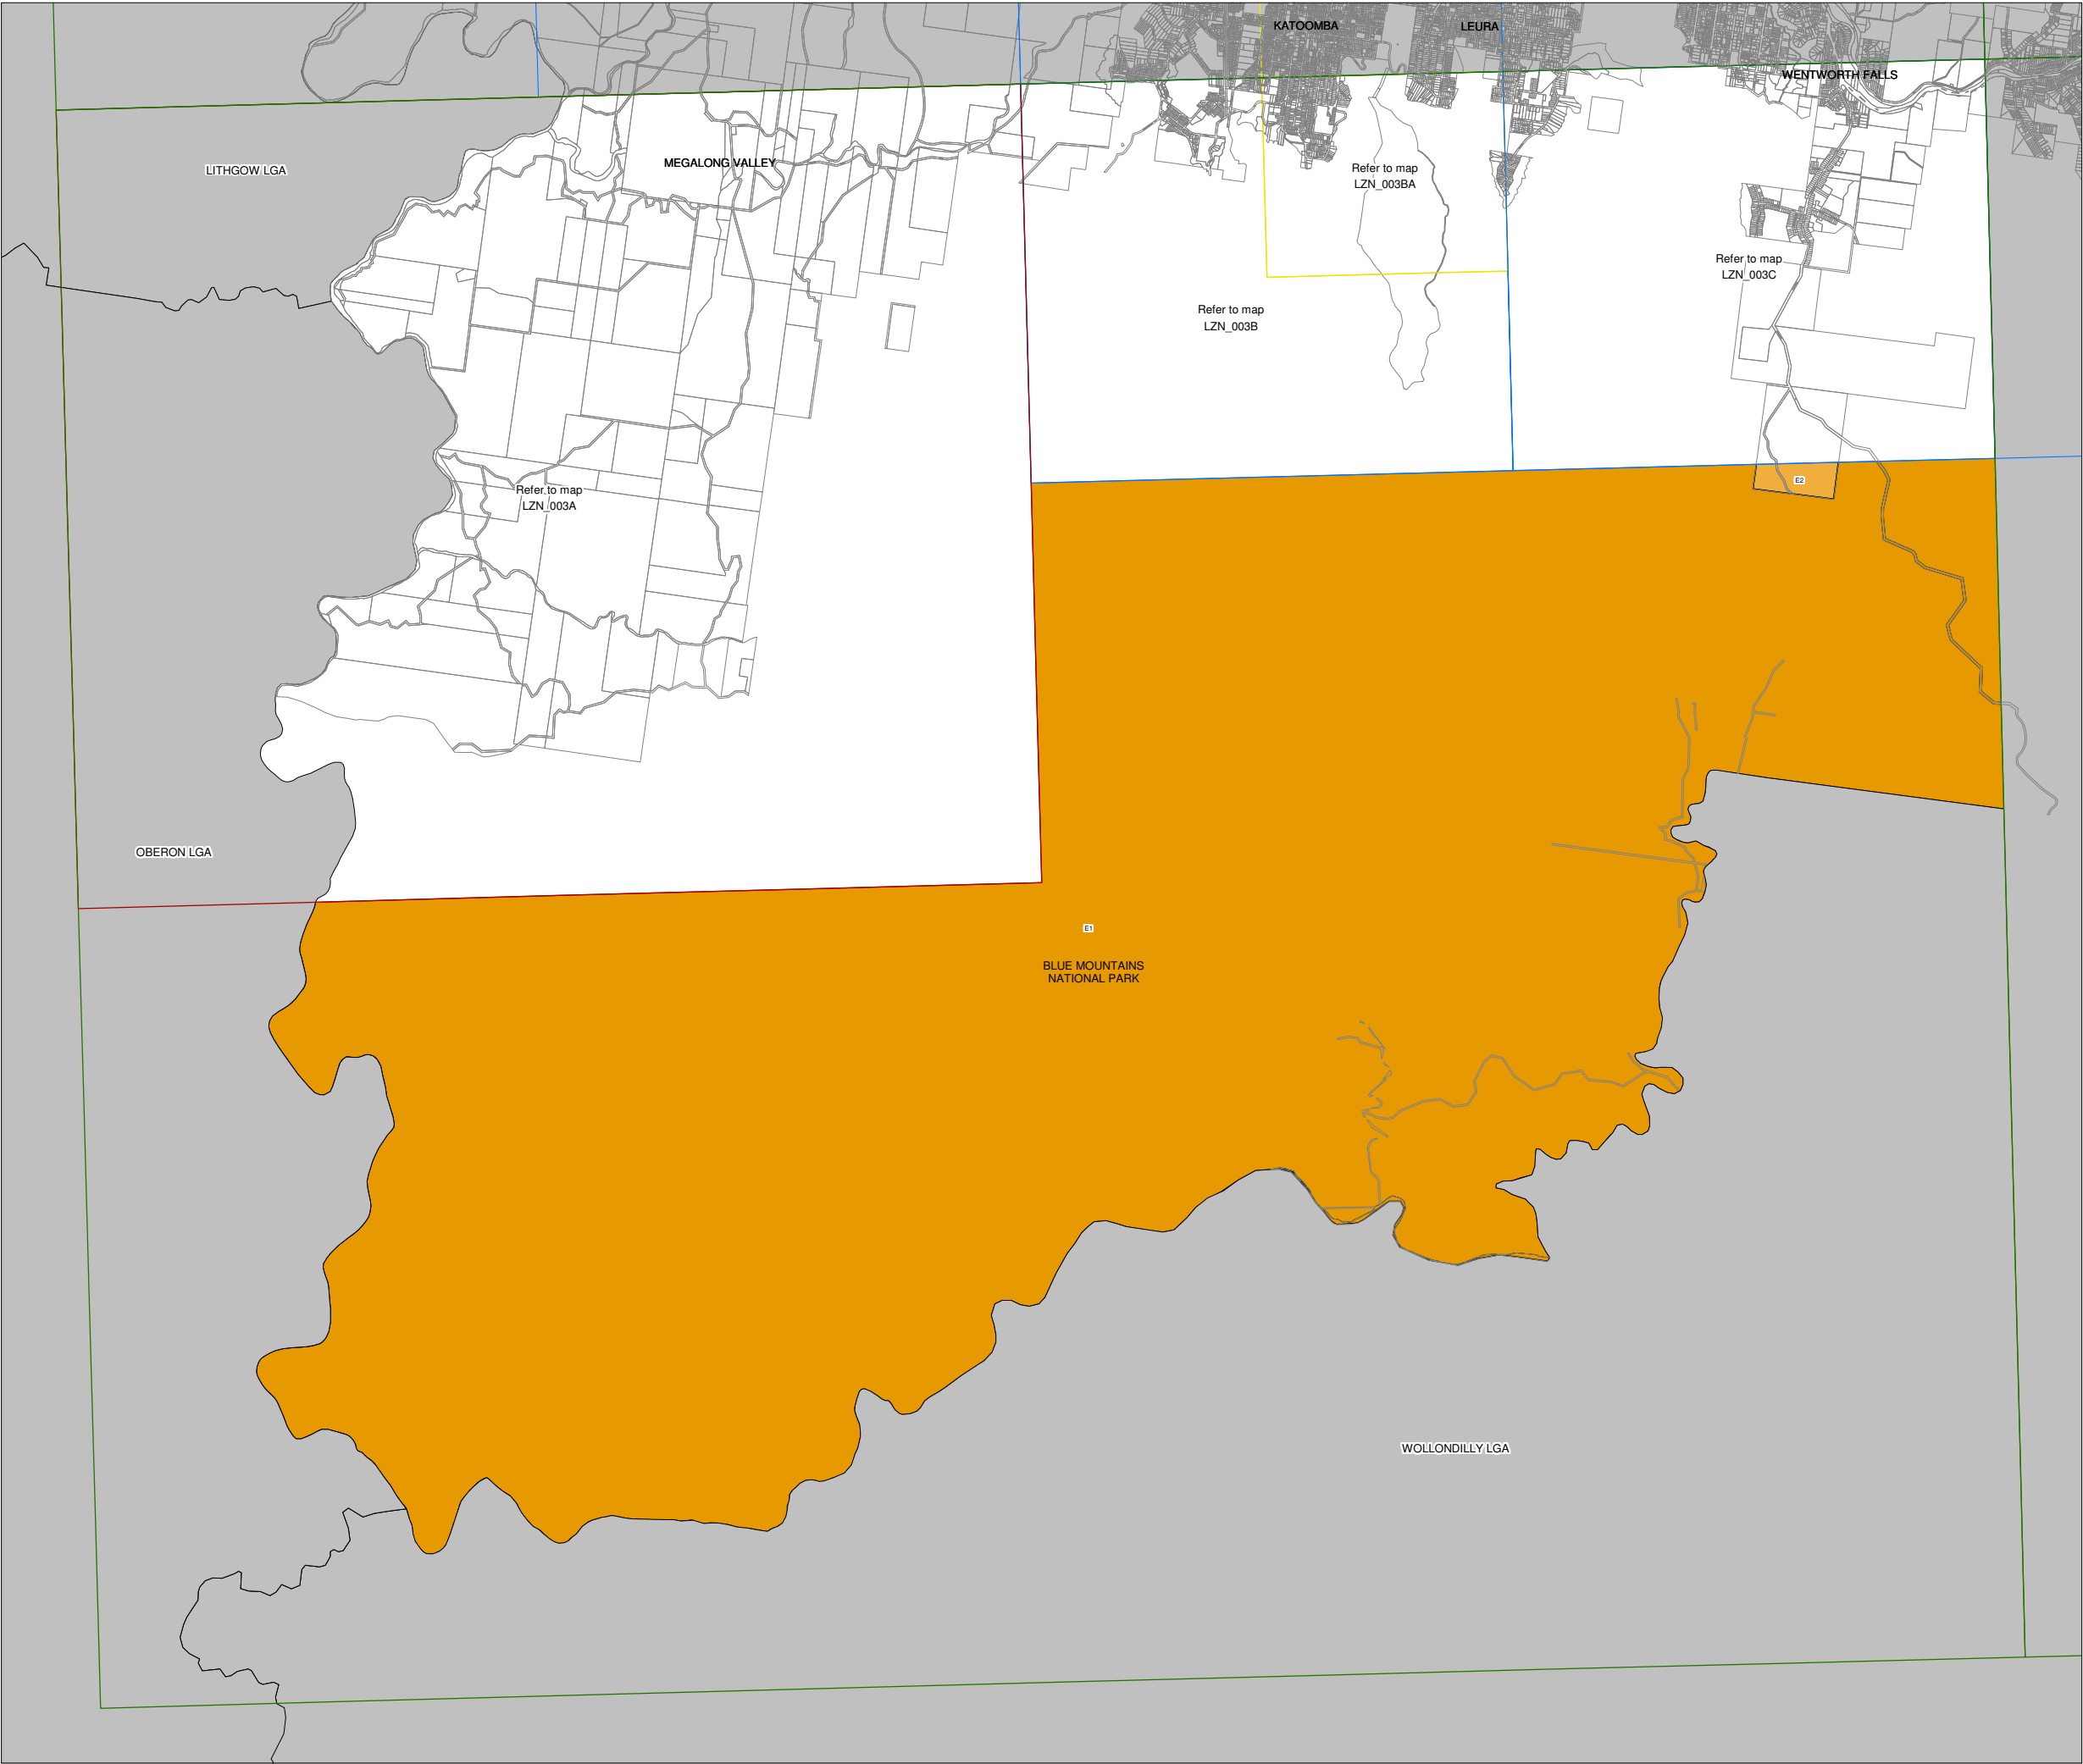 KATOOMBA
LEURA
WENTWORTH FALLS
LITHGOW LGA
MEGALONG VALLEY
Refer to map
LZN_003BA
Refer to map
LZN_003C
Refer to map
LZN_003B
E2
Refer to map
LZN_003A
OBERON LGA
E1
BLUE MOUNTAINS
NATIONAL PARK
WOLLONDILLY LGA